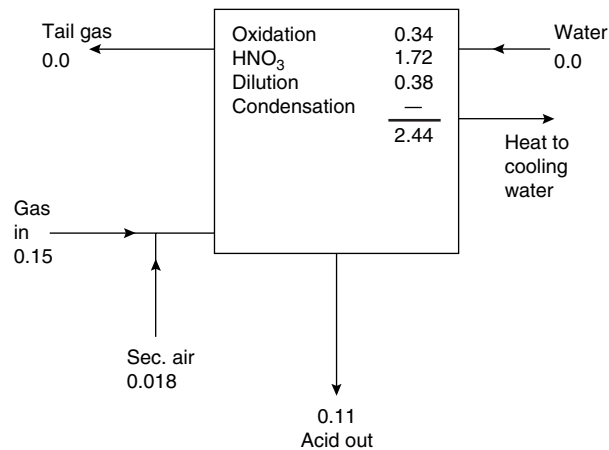 Tail gas
0.0
Oxidation 0.34
HNO₃ 1.72
Dilution 0.38
Condensation —
2.44
Water
0.0
Heat to
cooling
water
Gas
in
0.15
Sec. air
0.018
0.11
Acid out